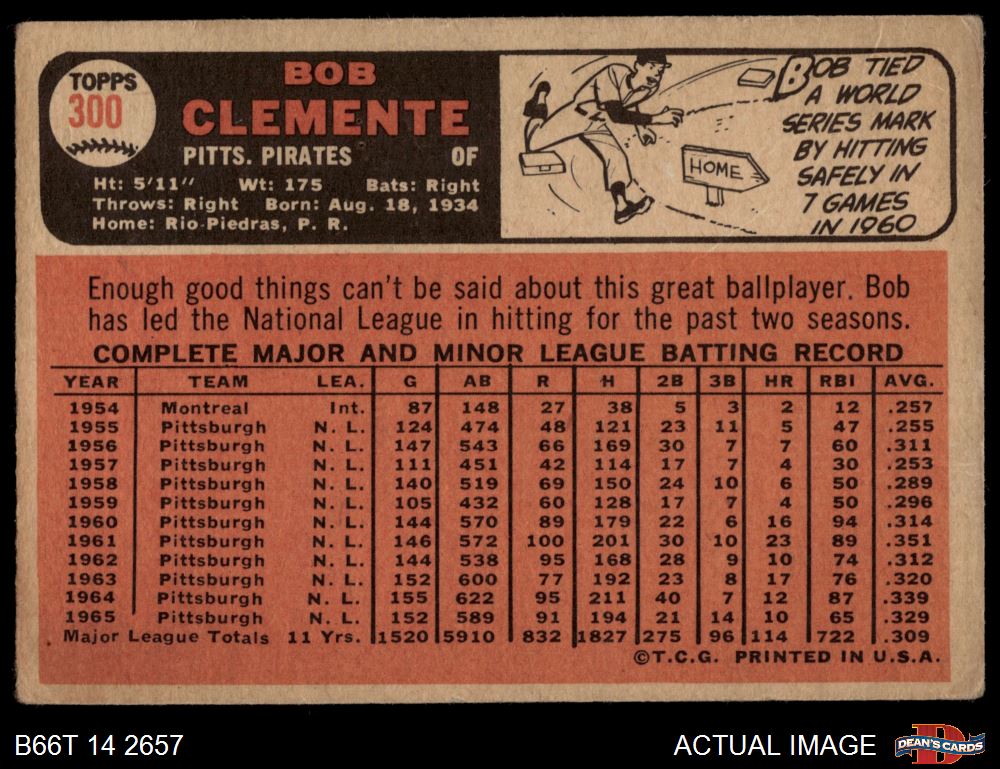 TOPPS
300
BOB
CLEMENTE
PITTS. PIRATES OF
Ht: 5'11" Wt: 175 Bats: Right
Throws: Right Born: Aug. 18, 1934
Home: Rio Piedras, P. R.
HOME
BOB TIED
A WORLD
SERIES MARK
BY HITTING
SAFELY IN
7 GAMES
IN 1960
Enough good things can't be said about this great ballplayer. Bob
has led the National League in hitting for the past two seasons.
COMPLETE MAJOR AND MINOR LEAGUE BATTING RECORD
YEAR TEAM LEA. G AB R H 2B 3B HR RBI AVG.
1954 Montreal Int. 87 148 27 38 5 3 2 12 .257
1955 Pittsburgh N. L. 124 474 48 121 23 11 5 47 .255
1956 Pittsburgh N. L. 147 543 66 169 30 7 7 60 .311
1957 Pittsburgh N. L. 111 451 42 114 17 7 4 30 .253
1958 Pittsburgh N. L. 140 519 69 150 24 10 6 50 .289
1959 Pittsburgh N. L. 105 432 60 128 17 7 4 50 .296
1960 Pittsburgh N. L. 144 570 89 179 22 6 16 94 .314
1961 Pittsburgh N. L. 146 572 100 201 30 10 23 89 .351
1962 Pittsburgh N. L. 144 538 95 168 28 9 10 74 .312
1963 Pittsburgh N. L. 152 600 77 192 23 8 17 76 .320
1964 Pittsburgh N. L. 155 622 95 211 40 7 12 87 .339
1965 Pittsburgh N. L. 152 589 91 194 21 14 10 65 .329
Major League Totals 11 Yrs. 1520 5910 832 1827 275 96 114 722 .309
©T.C.G. PRINTED IN U.S.A.
B66T 14 2657
ACTUAL IMAGE
D
DEAN'S CARDS